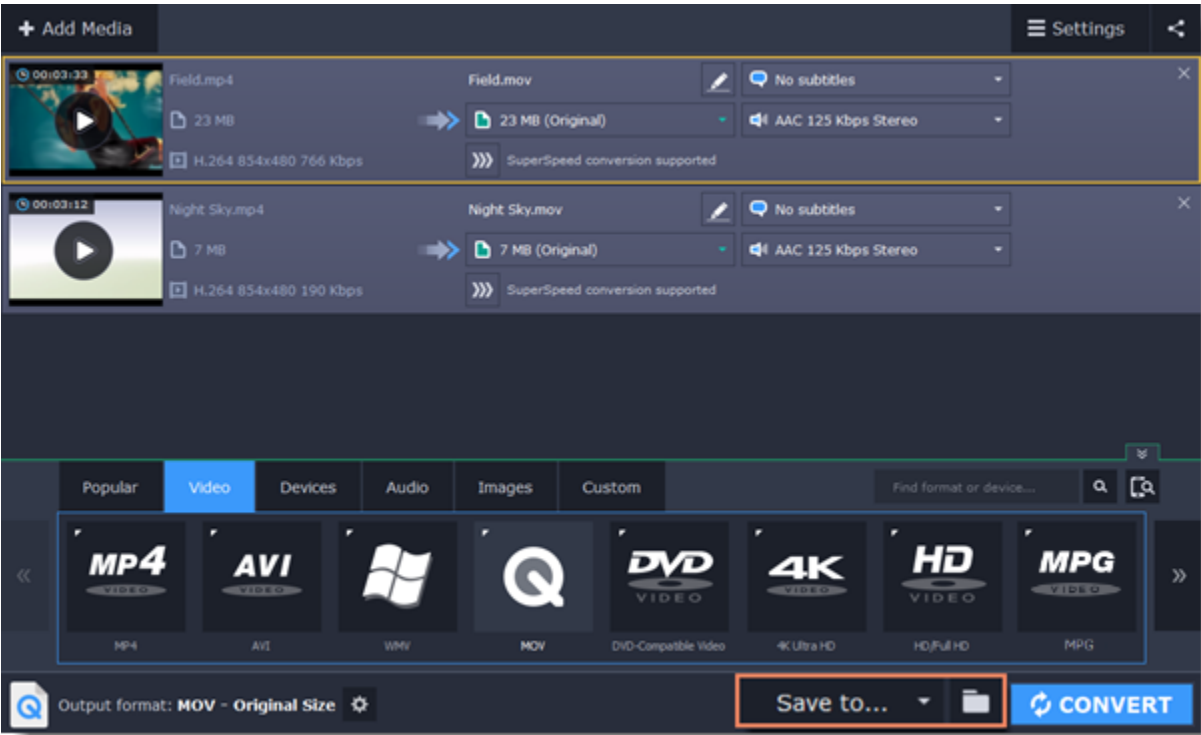 Add Media
Settings
00:03:33
Field.mp4
Field.mov
No subtitles
23 MB
23 MB (Original)
AAC 125 Kbps Stereo
H.264 854x480 766 Kbps
SuperSpeed conversion supported
00:03:12
Night Sky.mp4
Night Sky.mov
No subtitles
7 MB
7 MB (Original)
AAC 125 Kbps Stereo
H.264 854x480 190 Kbps
SuperSpeed conversion supported
Popular Video Devices Audio Images Custom
Find format or device...
MP4 VIDEO
AVI VIDEO
DVD VIDEO
4K VIDEO
HD VIDEO
MPG VIDEO
MP4 AVI WMV MOV DVD-Compatible Video 4K Ultra HD HD/Full HD MPG
Output format: MOV - Original Size
Save to...
CONVERT